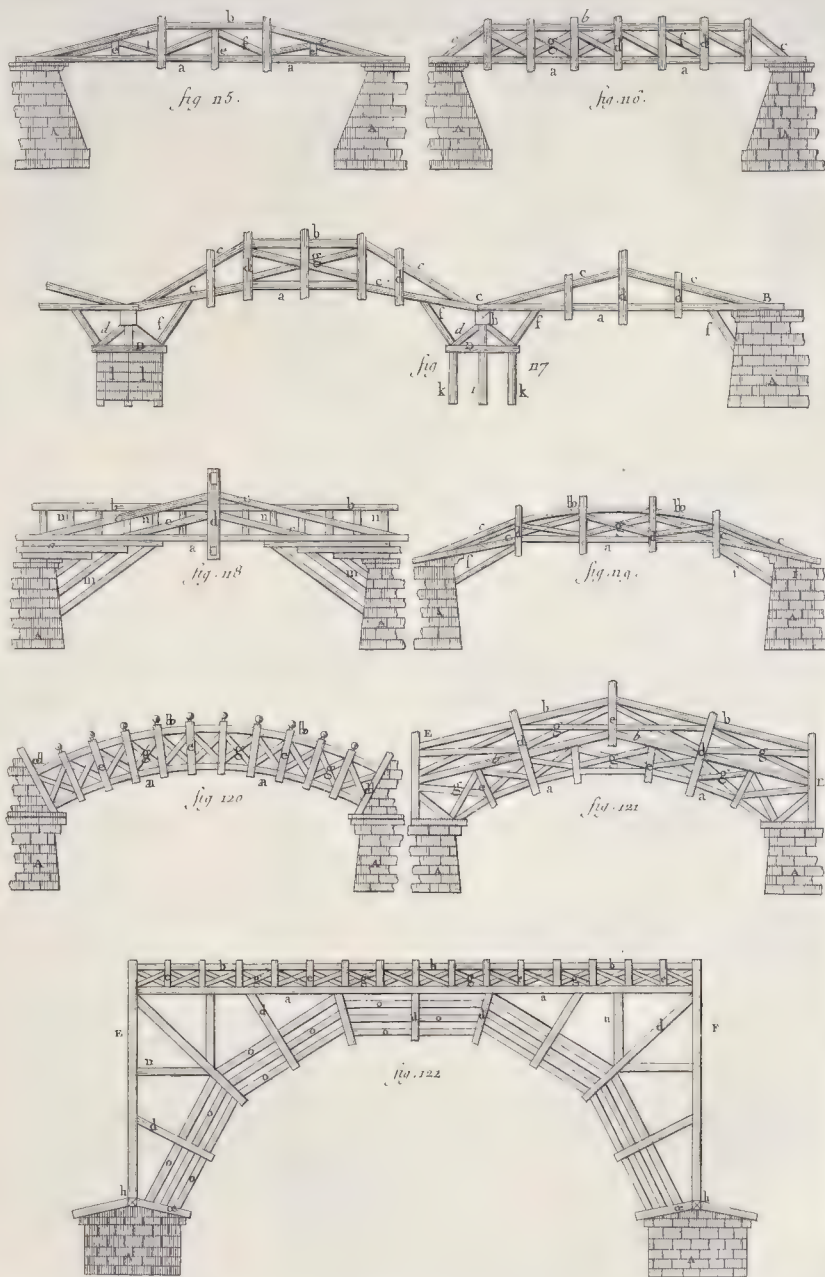 b
c i e f c
a a
fig 115.
A A
b
c g d f d c
a a
fig. 116.
A A
b
c d g c d
c a c
c c c B
d f f b d a d f
D D
fig 117
l l k i k A
b b
n c n e d n c n
a a
m m
fig. 118
A A
b b
c c g d c
a
f i
fig. 119.
A A
b b
d e g e g e g d
a a
fig 120
A A
b b
E d e d g
b g
g e g e g E
a a
fig. 121
A A
b b b
e g e g g e g e
a a
E d o d d n d F
n o o o
fig. 122
d o o o
h h
œ œ
A A